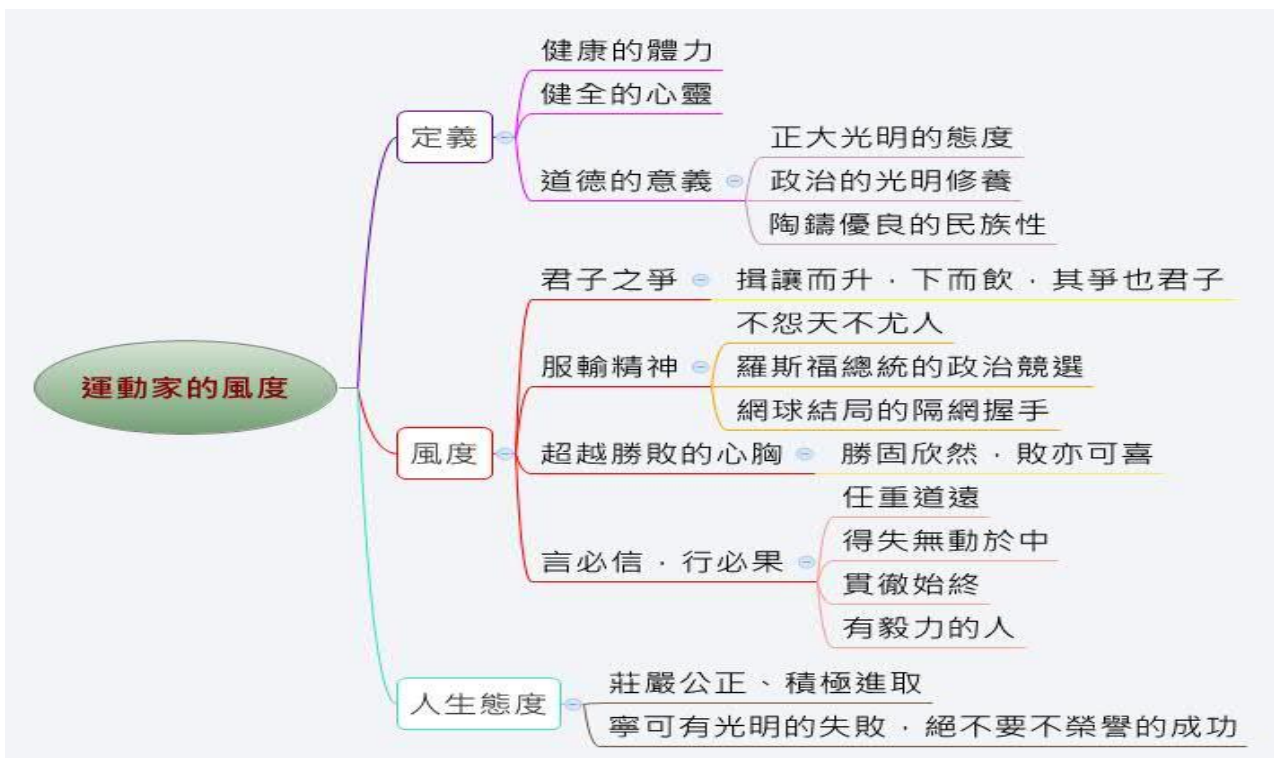 運動家的風度
定義
健康的體力
健全的心靈
道德的意義
正大光明的態度
政治的光明修養
陶鑄優良的民族性
風度
君子之爭
揖讓而升．下而飲．其爭也君子
服輸精神
不怨天不尤人
羅斯福總統的政治競選
網球結局的隔網握手
超越勝敗的心胸
勝固欣然．敗亦可喜
言必信．行必果
任重道遠
得失無動於中
貫徹始終
有毅力的人
人生態度
莊嚴公正、積極進取
寧可有光明的失敗．絕不要不榮譽的成功